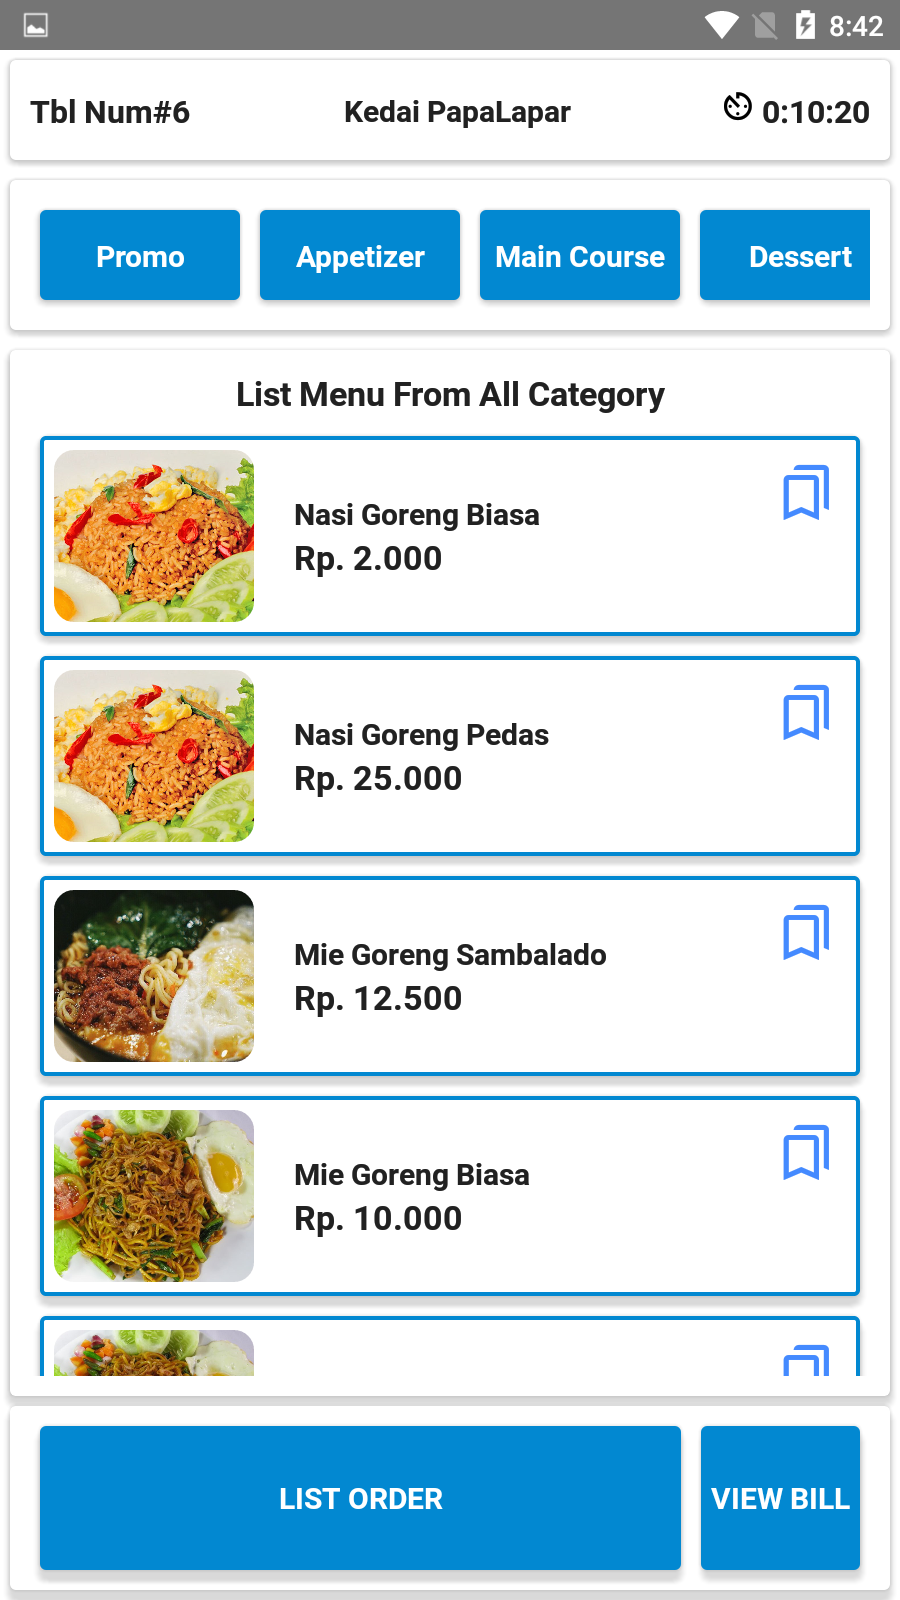 8:42
Tbl Num#6
Kedai PapaLapar
0:10:20
Promo
Appetizer
Main Course
Dessert
List Menu From All Category
Nasi Goreng Biasa
Rp. 2.000
Nasi Goreng Pedas
Rp. 25.000
Mie Goreng Sambalado
Rp. 12.500
Mie Goreng Biasa
Rp. 10.000
LIST ORDER
VIEW BILL